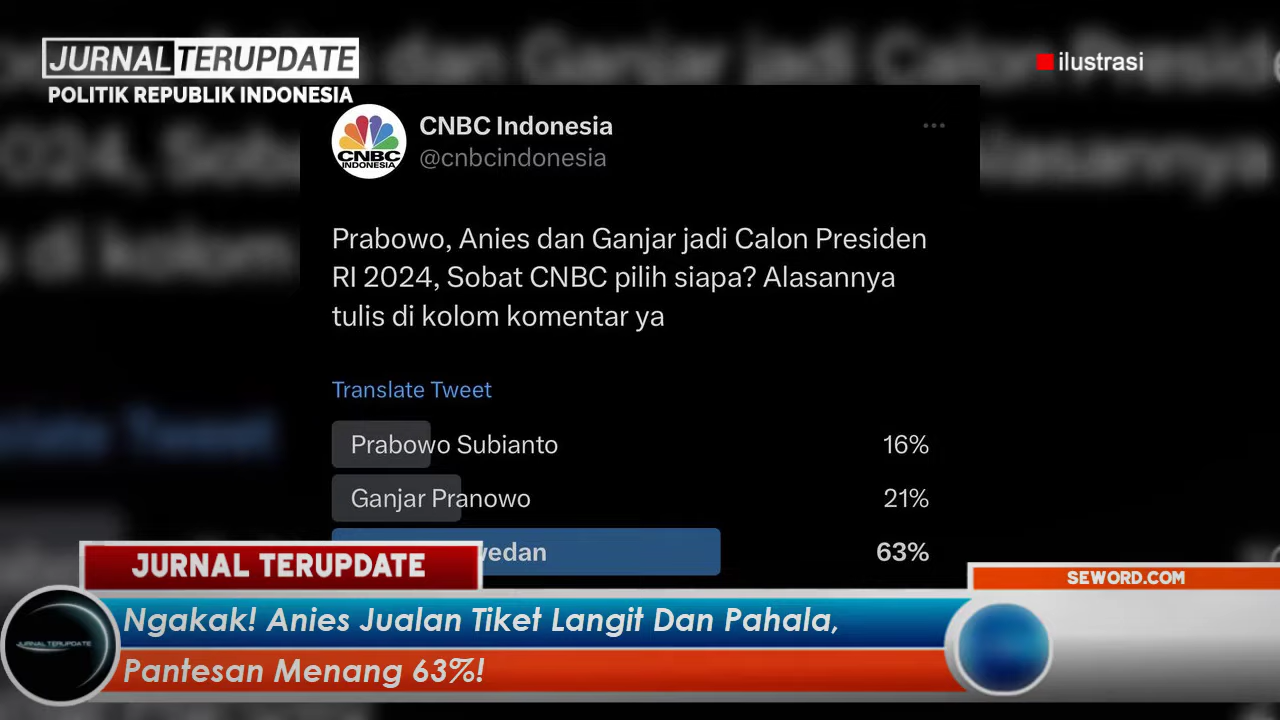 JURNAL TERUPDATE
POLITIK REPUBLIK INDONESIA
ilustrasi
CNBC
INDONESIA
CNBC Indonesia
@cnbcindonesia
Prabowo, Anies dan Ganjar jadi Calon Presiden
RI 2024, Sobat CNBC pilih siapa? Alasannya
tulis di kolom komentar ya
Translate Tweet
Prabowo Subianto 16%
Ganjar Pranowo 21%
63%
JURNAL TERUPDATE
SEWORD.COM
JURNAL TERUPDATE
Ngakak! Anies Jualan Tiket Langit Dan Pahala,
Pantesan Menang 63%!